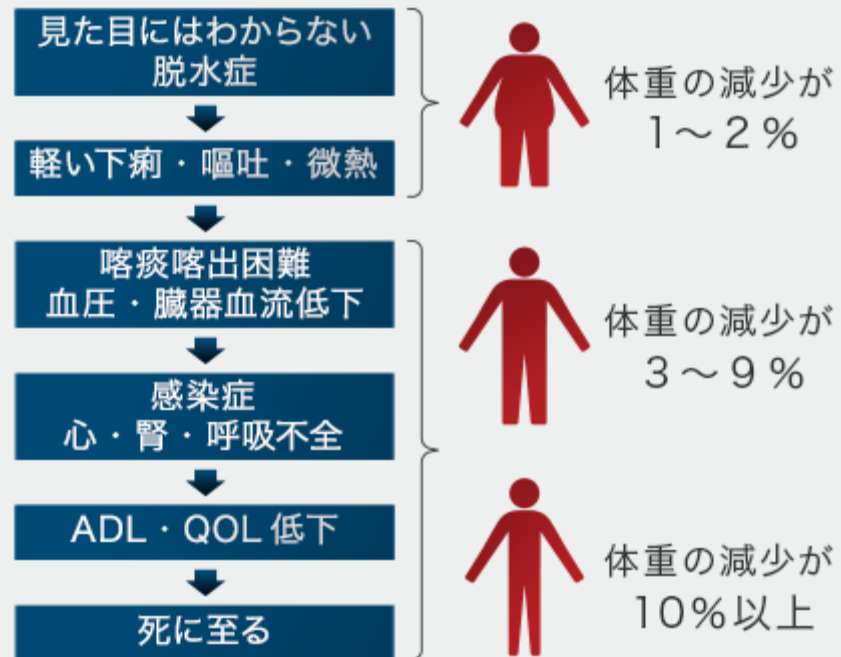 見た目にはわからない
脱水症
軽い下痢・嘔吐・微熱
体重の減少が
1〜2%
喀痰喀出困難
血圧・臓器血流低下
感染症
心・腎・呼吸不全
ADL・QOL低下
死に至る
体重の減少が
3〜9%
体重の減少が
10%以上